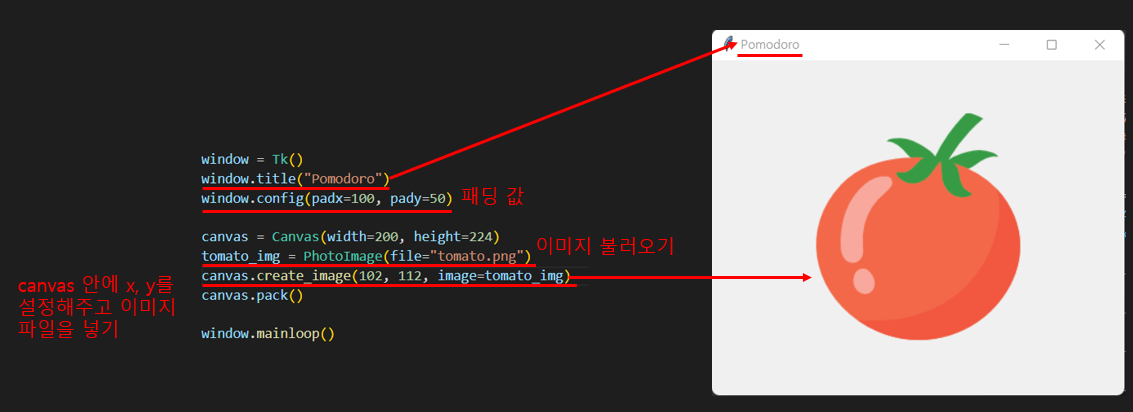 Pomodoro
window = Tk()
window.title("Pomodoro")
window.config(padx=100, pady=50)
패딩 값
canvas = Canvas(width=200, height=224)
이미지 불러오기
tomato_img = PhotoImage(file="tomato.png")
canvas.create_image(102, 112, image=tomato_img)
canvas 안에 x, y를
설정해주고 이미지
파일을 넣기
canvas.pack()
window.mainloop()